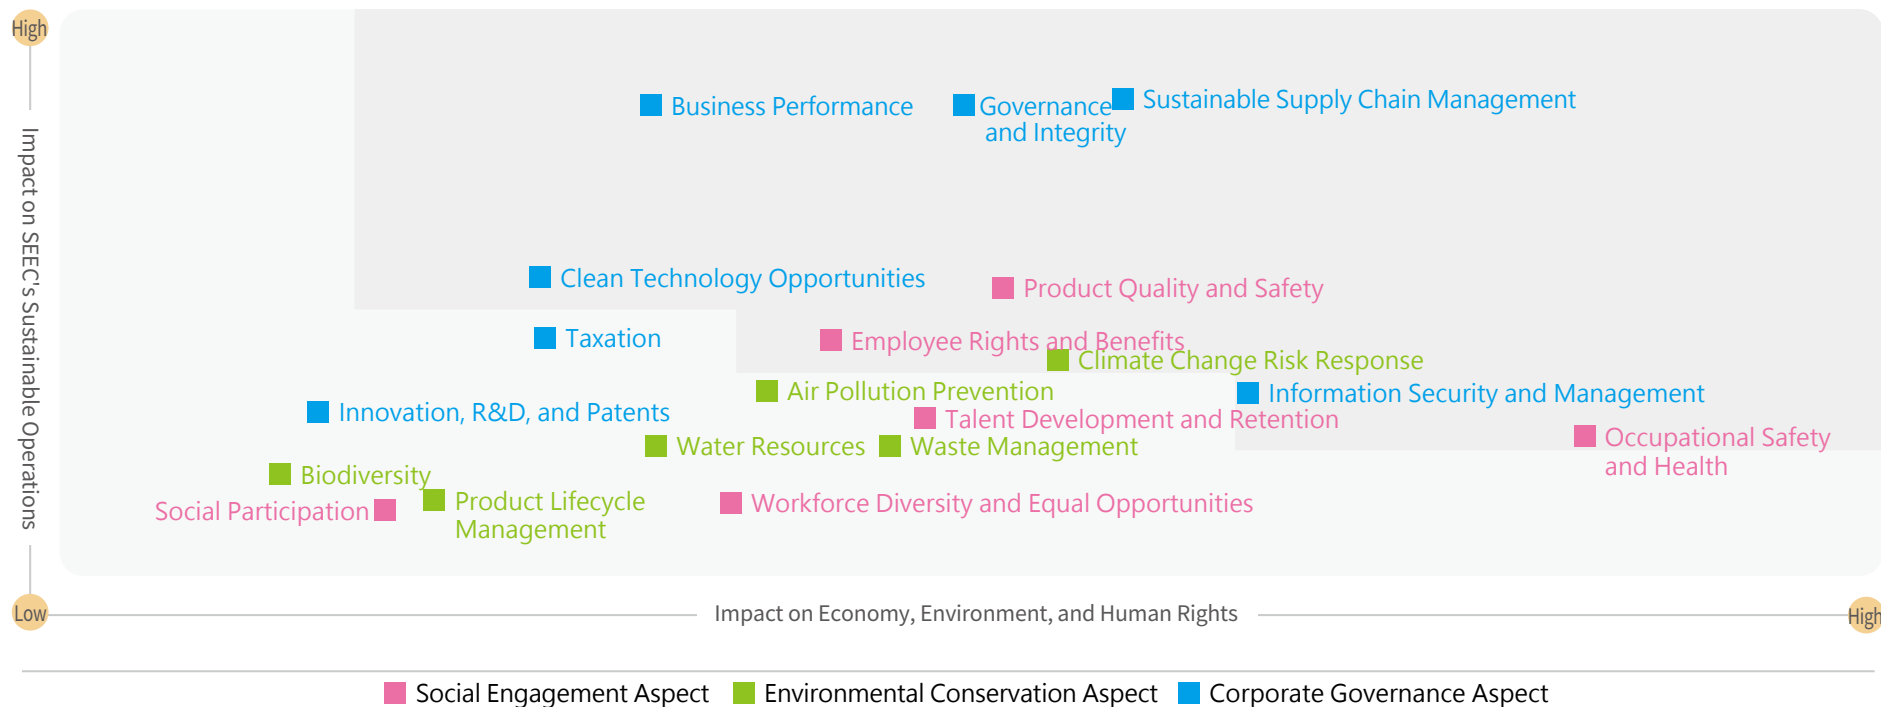 High
Impact on SEEC's Sustainable Operations
Low
Business Performance
Governance
and Integrity
Sustainable Supply Chain Management
Clean Technology Opportunities
Product Quality and Safety
Taxation
Employee Rights and Benefits
Climate Change Risk Response
Air Pollution Prevention
Information Security and Management
Innovation, R&D, and Patents
Talent Development and Retention
Water Resources
Waste Management
Occupational Safety
and Health
Biodiversity
Social Participation
Product Lifecycle
Management
Workforce Diversity and Equal Opportunities
Impact on Economy, Environment, and Human Rights
High
Social Engagement Aspect
Environmental Conservation Aspect
Corporate Governance Aspect